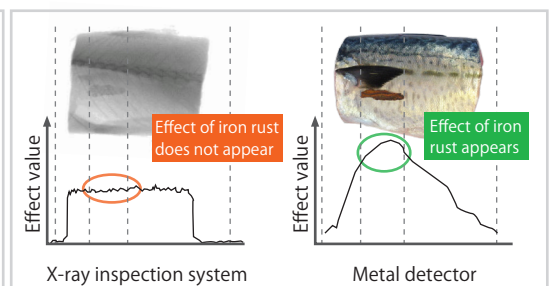 Effect of iron rust
does not appear
Effect value
X-ray inspection system
Effect of iron
rust appears
Effect value
Metal detector